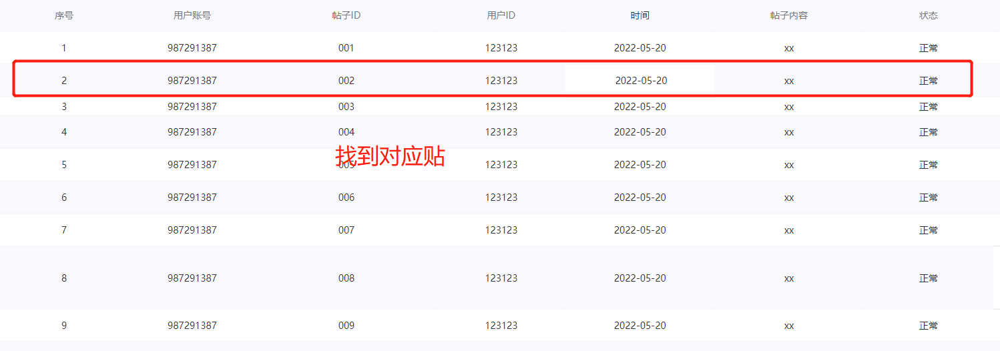 序号 用户账号 帖子ID 用户ID 时间 帖子内容 状态
1 987291387 001 123123 2022-05-20 xx 正常
2 987291387 002 123123 2022-05-20 xx 正常
3 987291387 003 123123 2022-05-20 xx 正常
4 987291387 004 123123 2022-05-20 xx 正常
找到对应贴
5 987291387 005 123123 2022-05-20 xx 正常
6 987291387 006 123123 2022-05-20 xx 正常
7 987291387 007 123123 2022-05-20 xx 正常
8 987291387 008 123123 2022-05-20 xx 正常
9 987291387 009 123123 2022-05-20 xx 正常